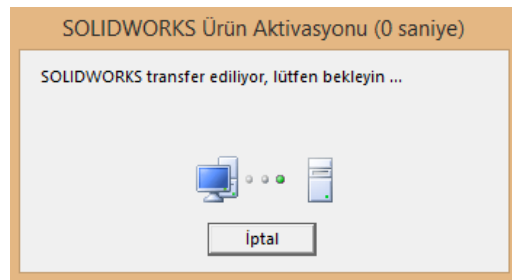 SOLIDWORKS Ürün Aktivasyonu (0 saniye)
SOLIDWORKS transfer ediliyor, lütfen bekleyin ...
İptal